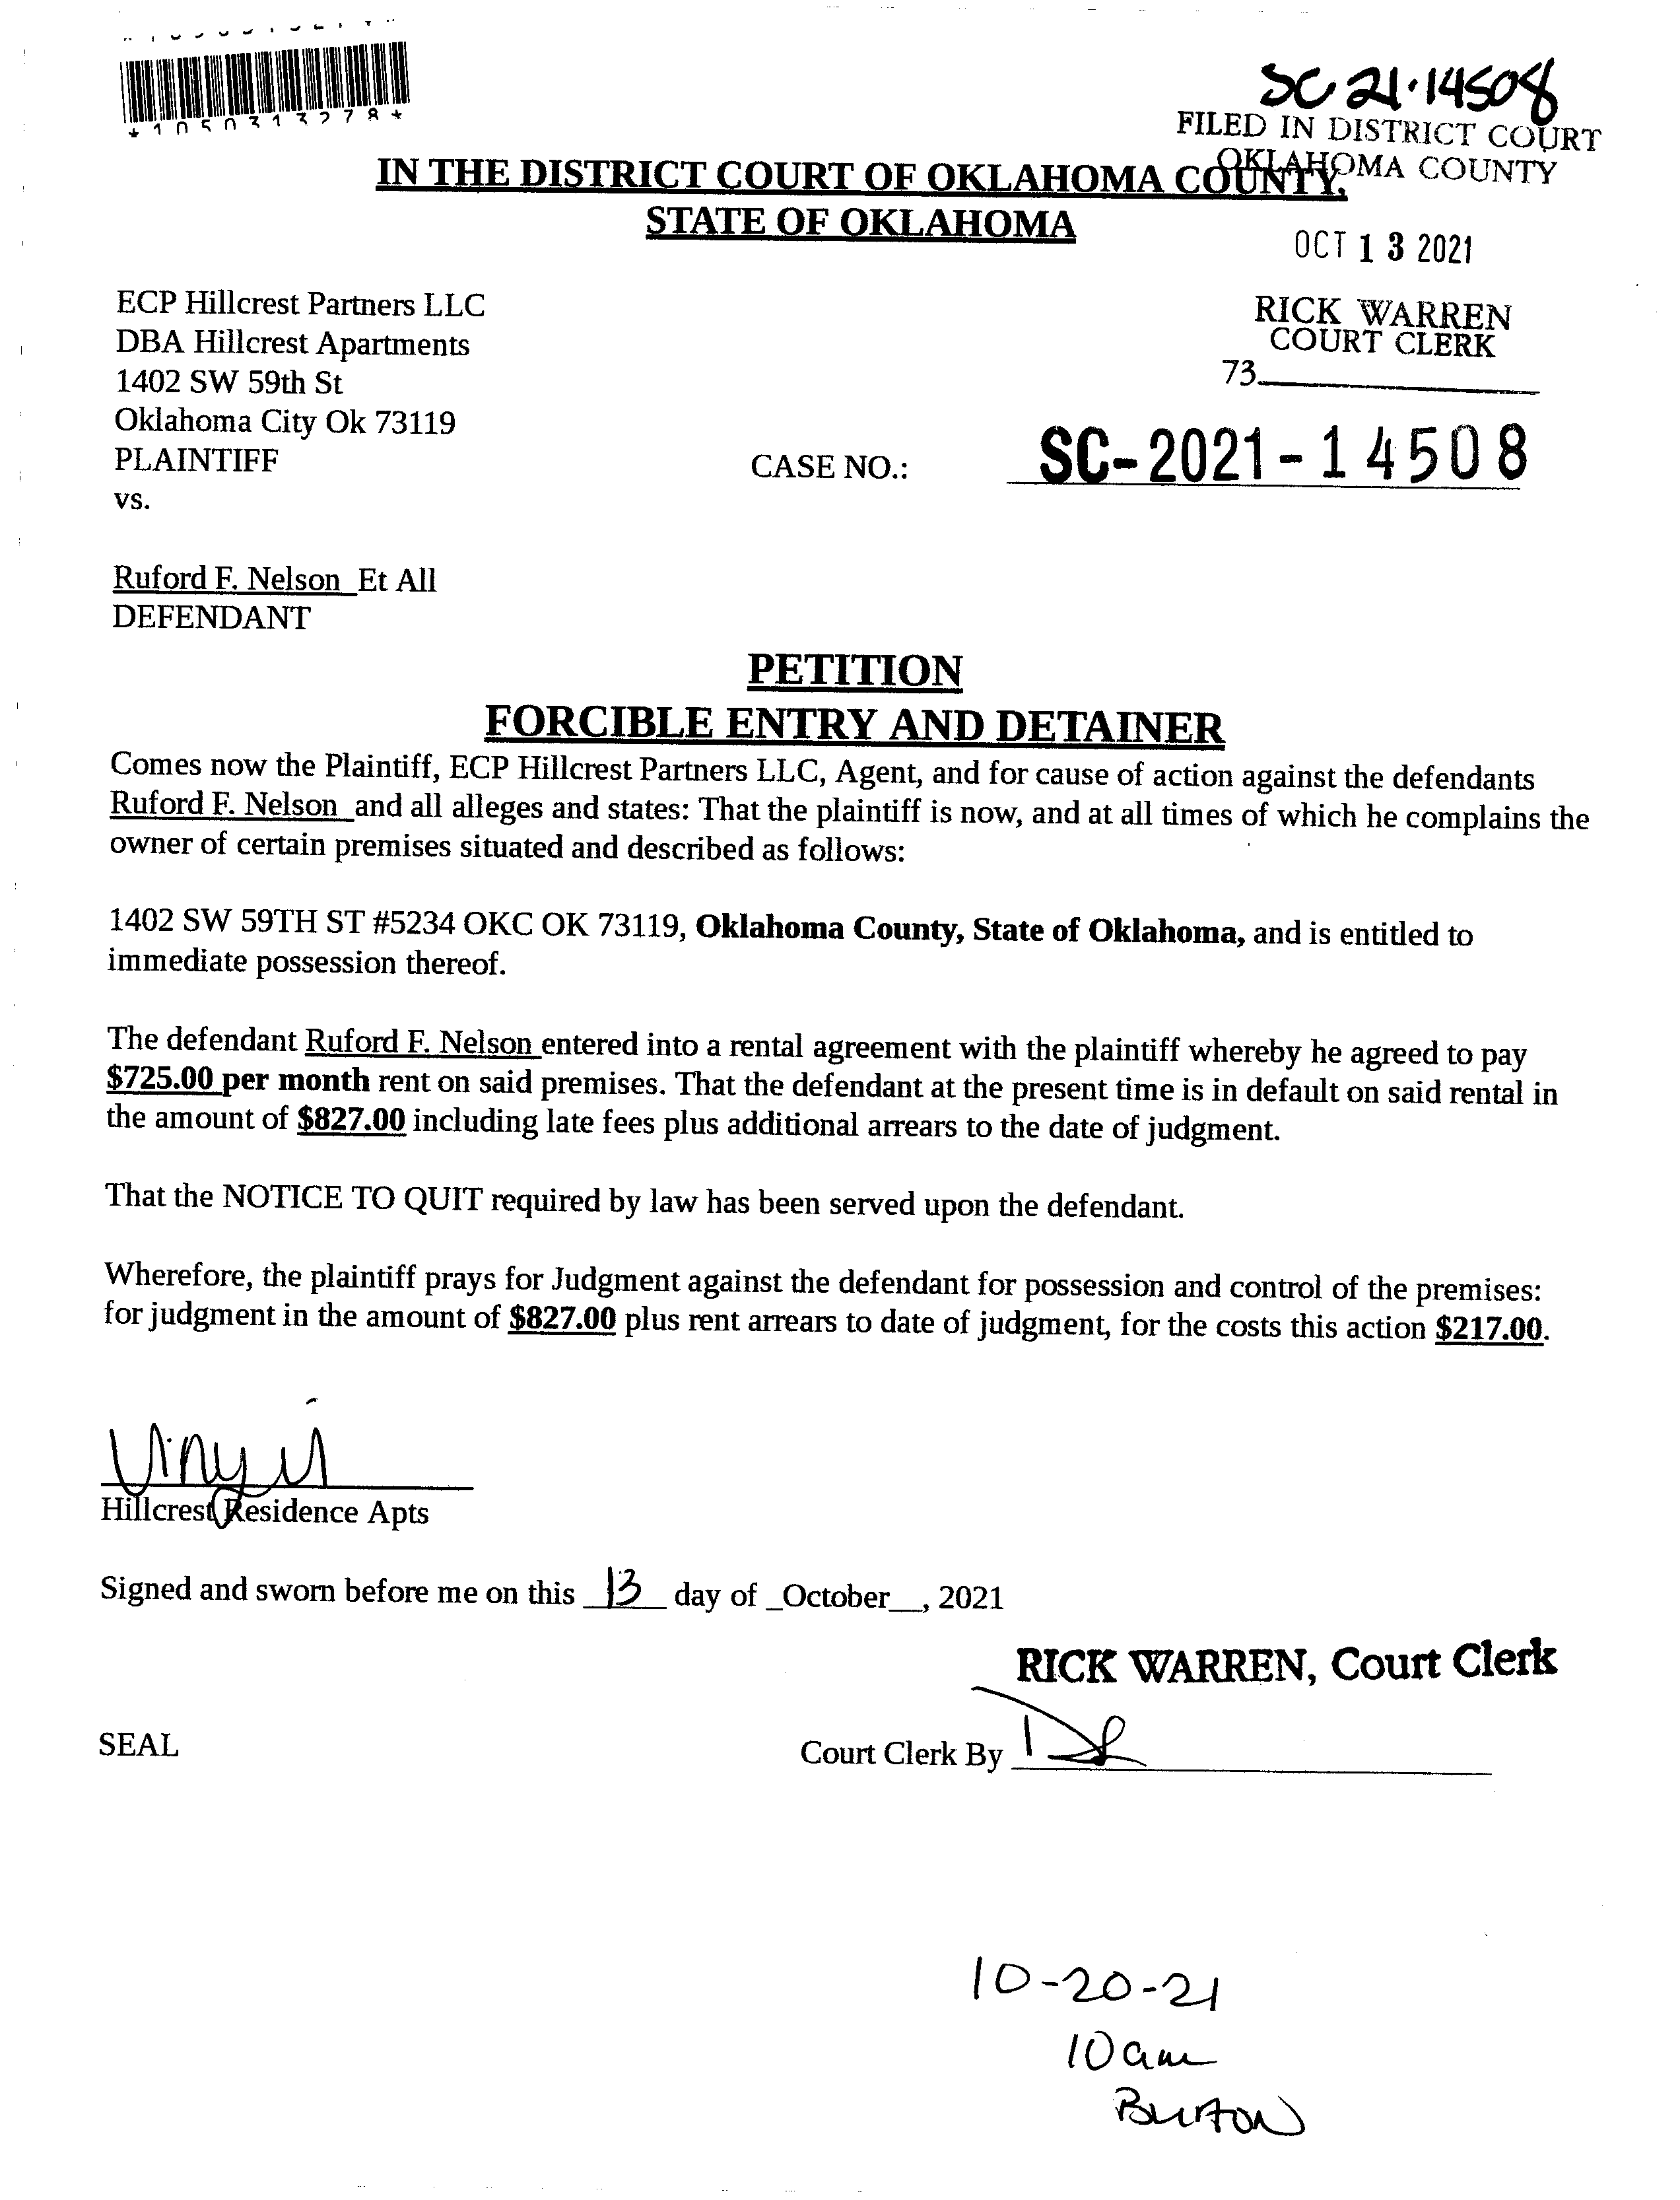 *1050313278*
SC 21-14508
FILED IN DISTRICT COURT
OKLAHOMA COUNTY
IN THE DISTRICT COURT OF OKLAHOMA COUNTY,
STATE OF OKLAHOMA
OCT 13 2021
ECP Hillcrest Partners LLC
DBA Hillcrest Apartments
1402 SW 59th St
Oklahoma City Ok 73119
PLAINTIFF
vs.
RICK WARREN
COURT CLERK
73
CASE NO.: SC-2021-14508
Ruford F. Nelson Et All
DEFENDANT
PETITION
FORCIBLE ENTRY AND DETAINER
Comes now the Plaintiff, ECP Hillcrest Partners LLC, Agent, and for cause of action against the defendants
Ruford F. Nelson and all alleges and states: That the plaintiff is now, and at all times of which he complains the
owner of certain premises situated and described as follows:
1402 SW 59TH ST #5234 OKC OK 73119, Oklahoma County, State of Oklahoma, and is entitled to
immediate possession thereof.
The defendant Ruford F. Nelson entered into a rental agreement with the plaintiff whereby he agreed to pay
$725.00 per month rent on said premises. That the defendant at the present time is in default on said rental in
the amount of $827.00 including late fees plus additional arrears to the date of judgment.
That the NOTICE TO QUIT required by law has been served upon the defendant.
Wherefore, the plaintiff prays for Judgment against the defendant for possession and control of the premises:
for judgment in the amount of $827.00 plus rent arrears to date of judgment, for the costs this action $217.00.
Hillcrest Residence Apts
Signed and sworn before me on this 13 day of _October__, 2021
RICK WARREN, Court Clerk
SEAL
Court Clerk By
10-20-21
10am
Burton